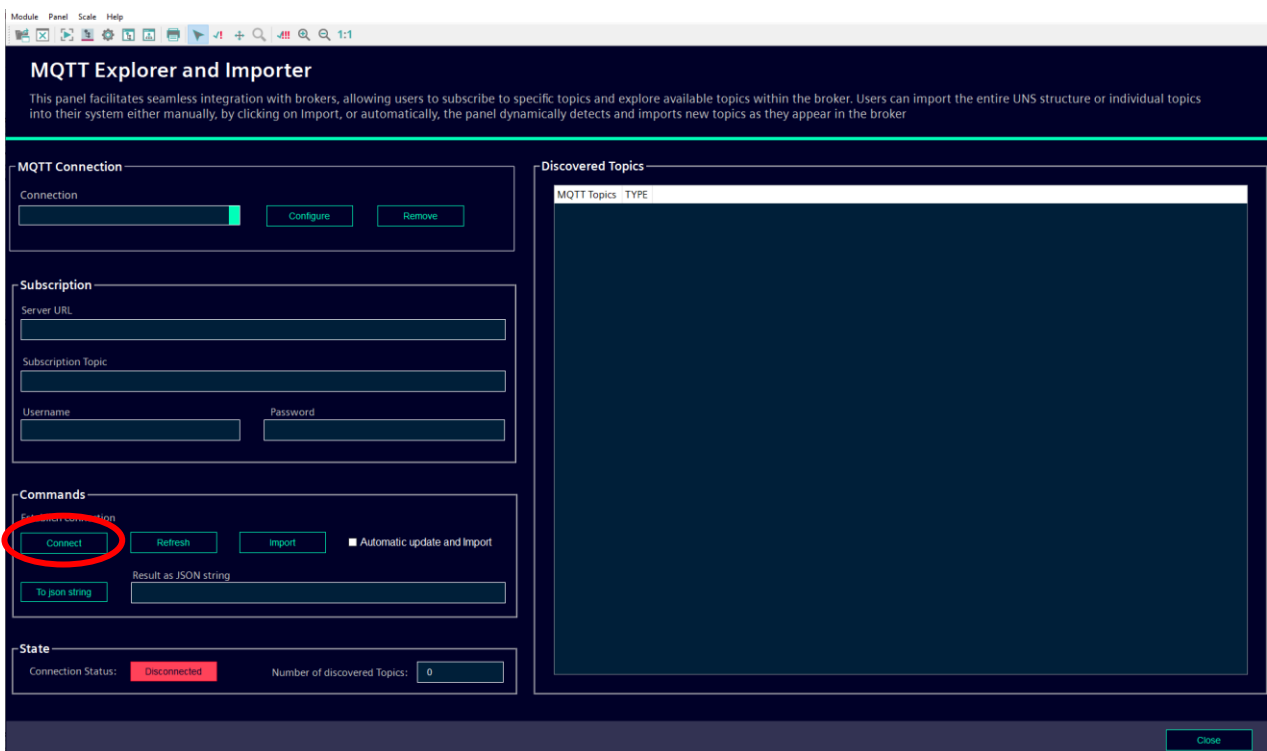 Module Panel Scale Help
1:1
MQTT Explorer and Importer
This panel facilitates seamless integration with brokers, allowing users to subscribe to specific topics and explore available topics within the broker. Users can import the entire UNS structure or individual topics
into their system either manually, by clicking on Import, or automatically, the panel dynamically detects and imports new topics as they appear in the broker
MQTT Connection
Connection
Configure
Remove
Subscription
Server URL
Subscription Topic
Username
Password
Commands
Establish connection
Connect
Refresh
Import
Automatic update and Import
To json string
Result as JSON string
State
Connection Status:
Disconnected
Number of discovered Topics:
0
Discovered Topics
MQTT Topics TYPE
Close